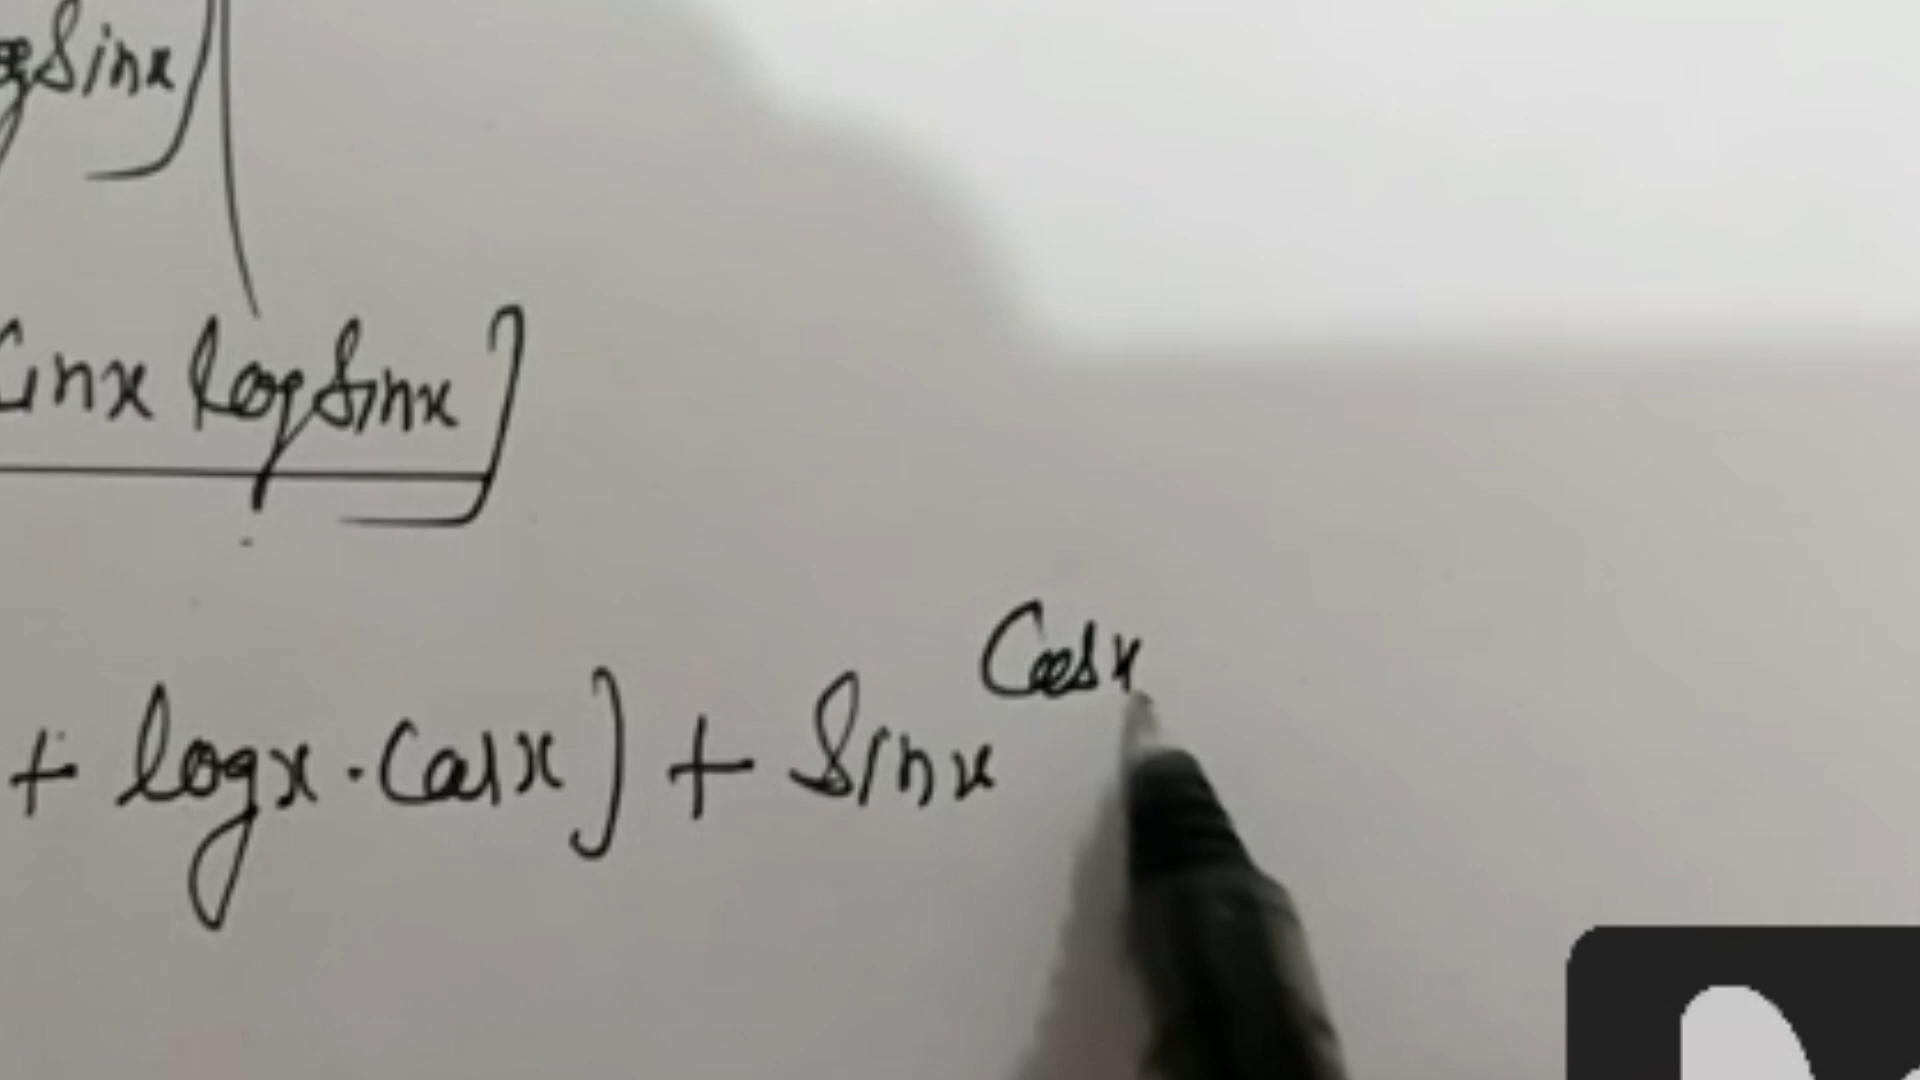 Sinx)
Sinx log Sinx]
+ logx · Cosx] + Sinx^Cosx